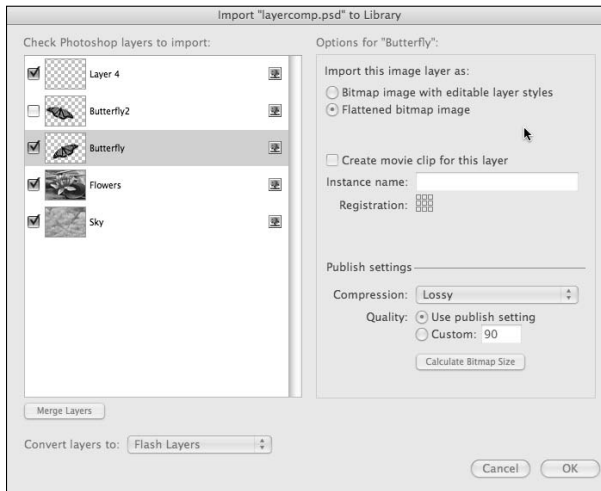 Import "layercomp.psd" to Library
Check Photoshop layers to import:
Layer 4
Butterfly2
Butterfly
Flowers
Sky
Merge Layers
Convert layers to: Flash Layers
Options for "Butterfly":
Import this image layer as:
Bitmap image with editable layer styles
Flattened bitmap image
Create movie clip for this layer
Instance name:
Registration:
Publish settings
Compression: Lossy
Quality: Use publish setting
Custom: 90
Calculate Bitmap Size
Cancel OK